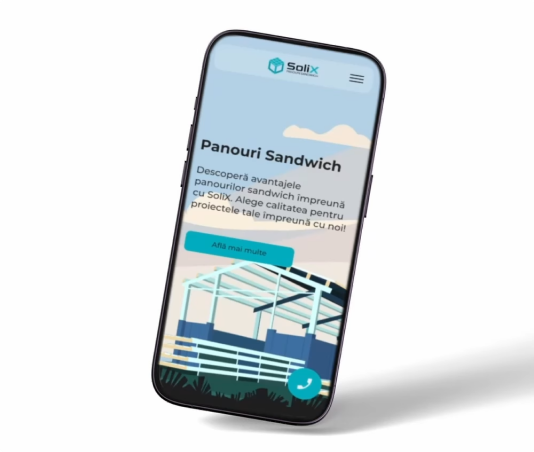 SoliX
Panouri Sandwich
Descoperă avantajele
panourilor sandwich împreună
cu SoliX. Alege calitatea pentru
proiectele tale împreună cu noi!
Află mai multe